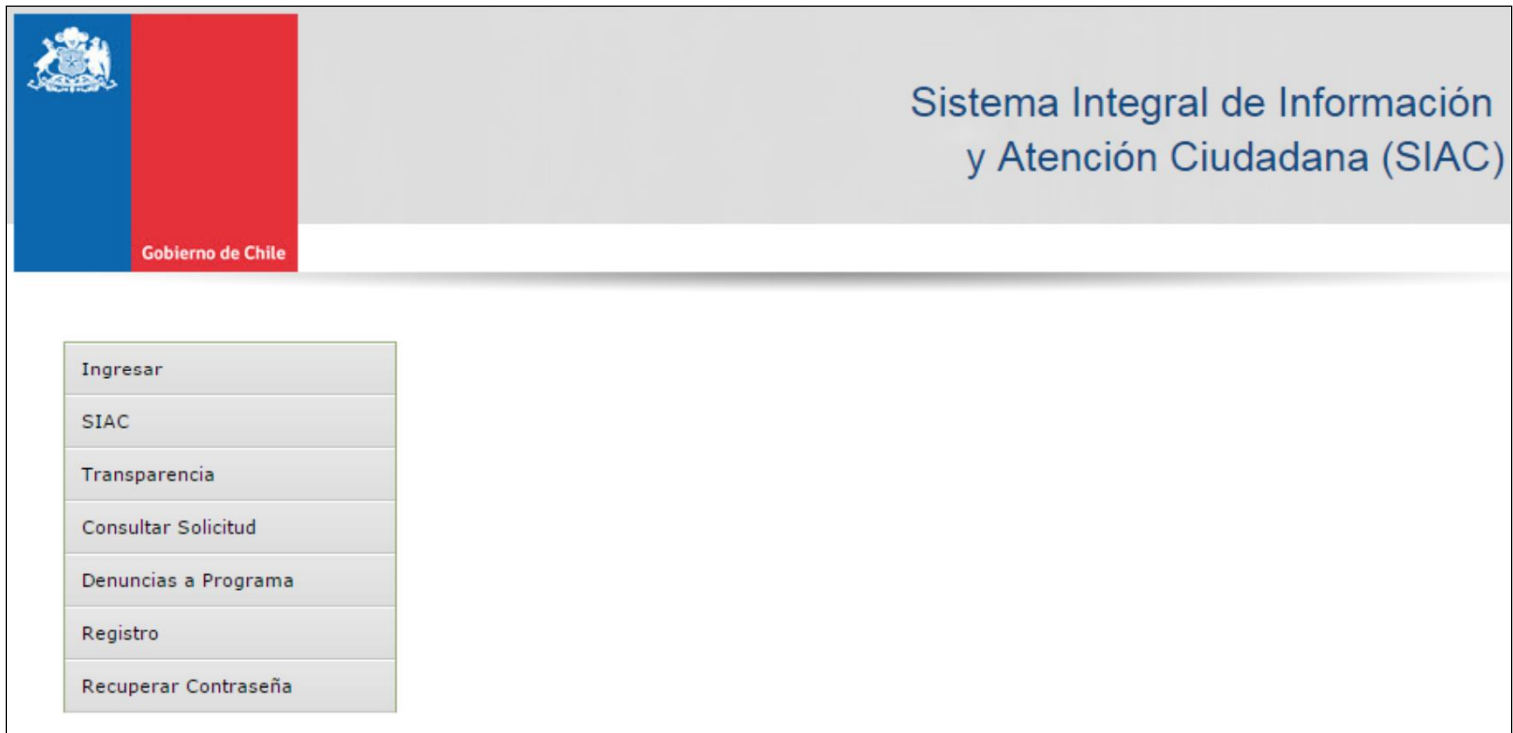 Sistema Integral de Información
y Atención Ciudadana (SIAC)
Gobierno de Chile
Ingresar
SIAC
Transparencia
Consultar Solicitud
Denuncias a Programa
Registro
Recuperar Contraseña